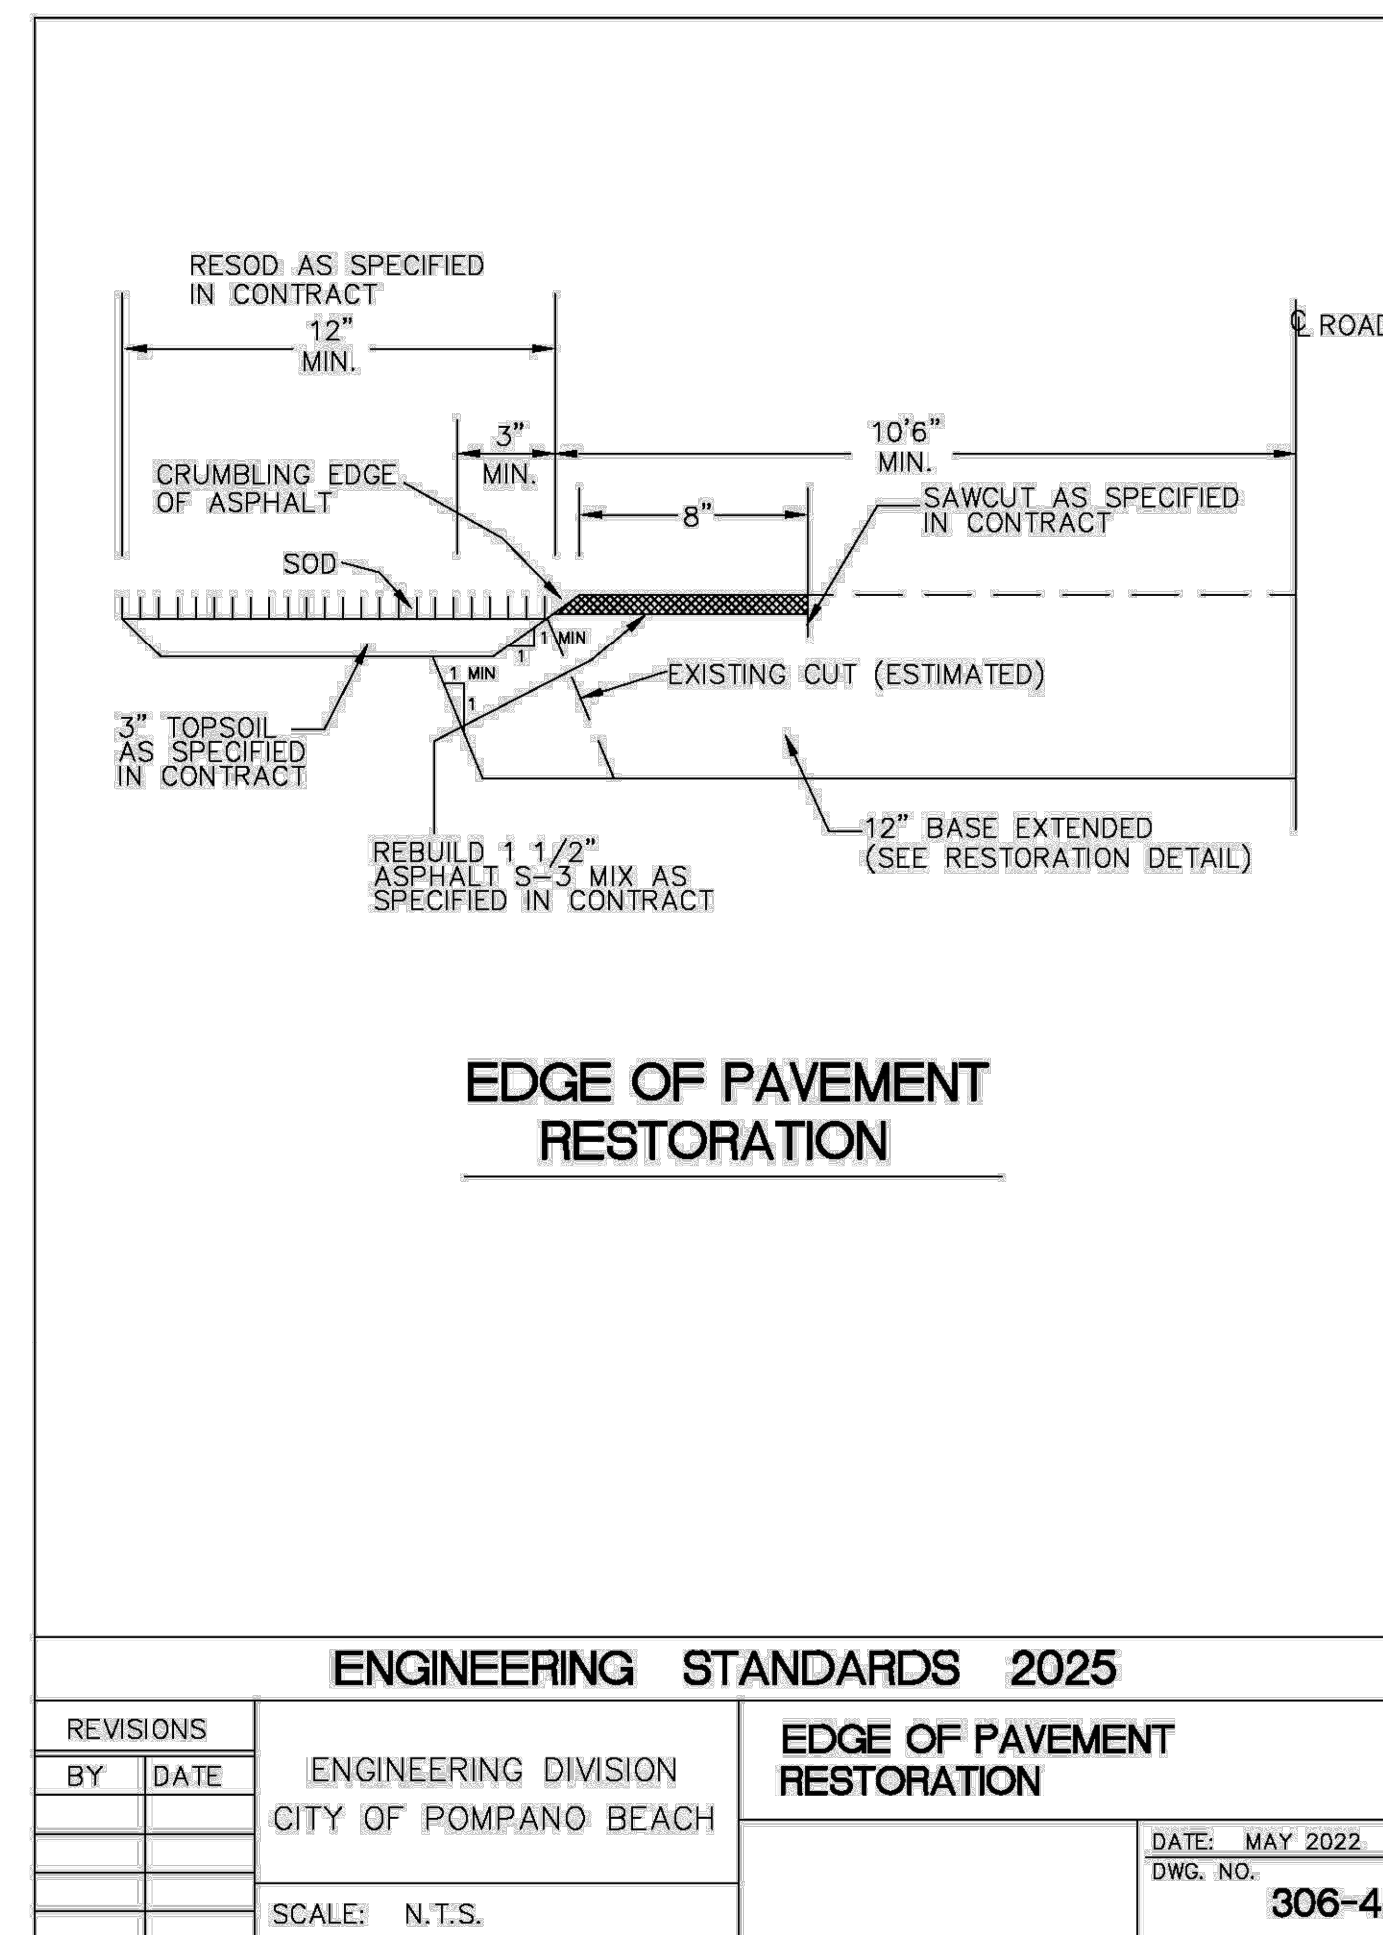 RESOD AS SPECIFIED
IN CONTRACT
12"
MIN.
℄ ROAD
3"
MIN.
10'6"
MIN.
CRUMBLING EDGE
OF ASPHALT
SAWCUT AS SPECIFIED
IN CONTRACT
8"
SOD
1 MIN
1
1 MIN
1
EXISTING CUT (ESTIMATED)
3" TOPSOIL
AS SPECIFIED
IN CONTRACT
12" BASE EXTENDED
(SEE RESTORATION DETAIL)
REBUILD 1 1/2"
ASPHALT S-3 MIX AS
SPECIFIED IN CONTRACT
EDGE OF PAVEMENT
RESTORATION
ENGINEERING STANDARDS 2025
REVISIONS
BY DATE
ENGINEERING DIVISION
CITY OF POMPANO BEACH
SCALE: N.T.S.
EDGE OF PAVEMENT
RESTORATION
DATE: MAY 2022
DWG. NO.
306-4